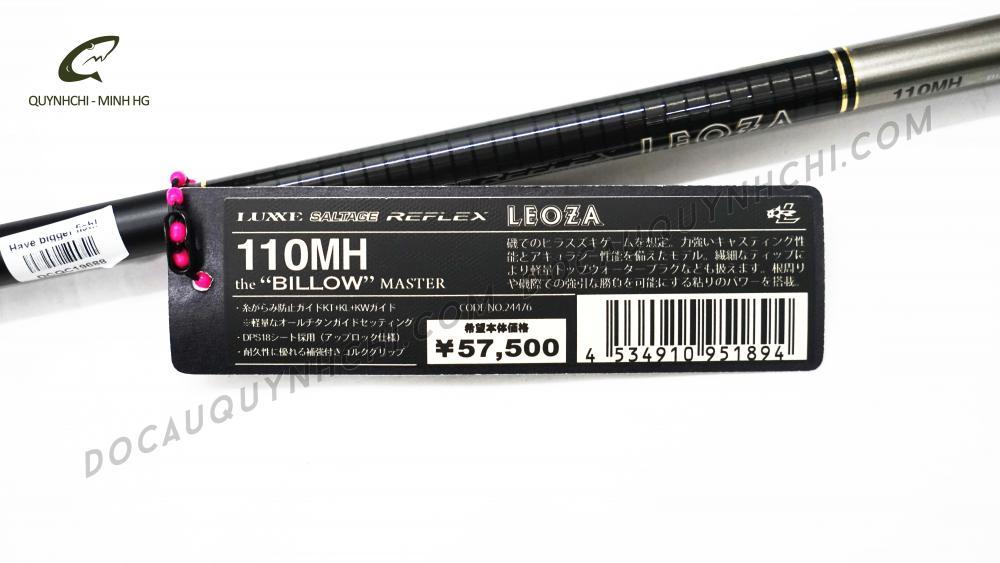 QUYNHCHI - MINH HG
110MH
LEOZA
Have bigger fish!
DCQC19688
LUXXE SALTAGE REFLEX LEOZA
110MH
the “BILLOW” MASTER
磯でのヒラスズキゲームを想定。力強いキャスティング性
能とアキュラシー性能を備えたモデル。繊細なティップに
より軽量トップウォータープラグなども扱えます。根周り
や磯際での強引な勝負を可能にする粘りのパワーを搭載。
・糸がらみ防止ガイドKT+KL+KWガイド
※軽量なオールチタンガイドセッティング
・DPS18シート採用（アップロック仕様）
・耐久性に優れる補強付きコルクグリップ
CODE NO.24476
希望本体価格
¥57,500
4 534910 951894
DOCAUQUYNHCHI.COM
DOCAUQUYNHCHI.COM